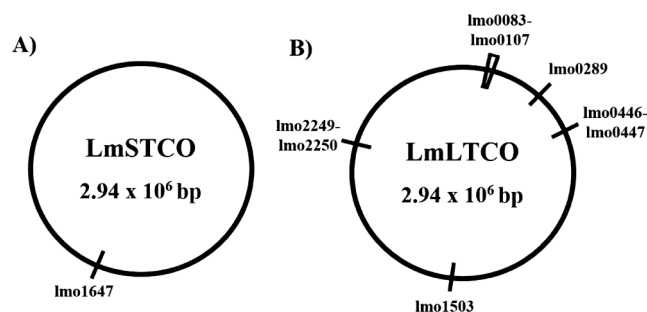 A)
LmSTCO
2.94 x 10⁶ bp
lmo1647
B)
lmo0083-
lmo0107
lmo0289
lmo0446-
lmo0447
lmo2249-
lmo2250
LmLTCO
2.94 x 10⁶ bp
lmo1503